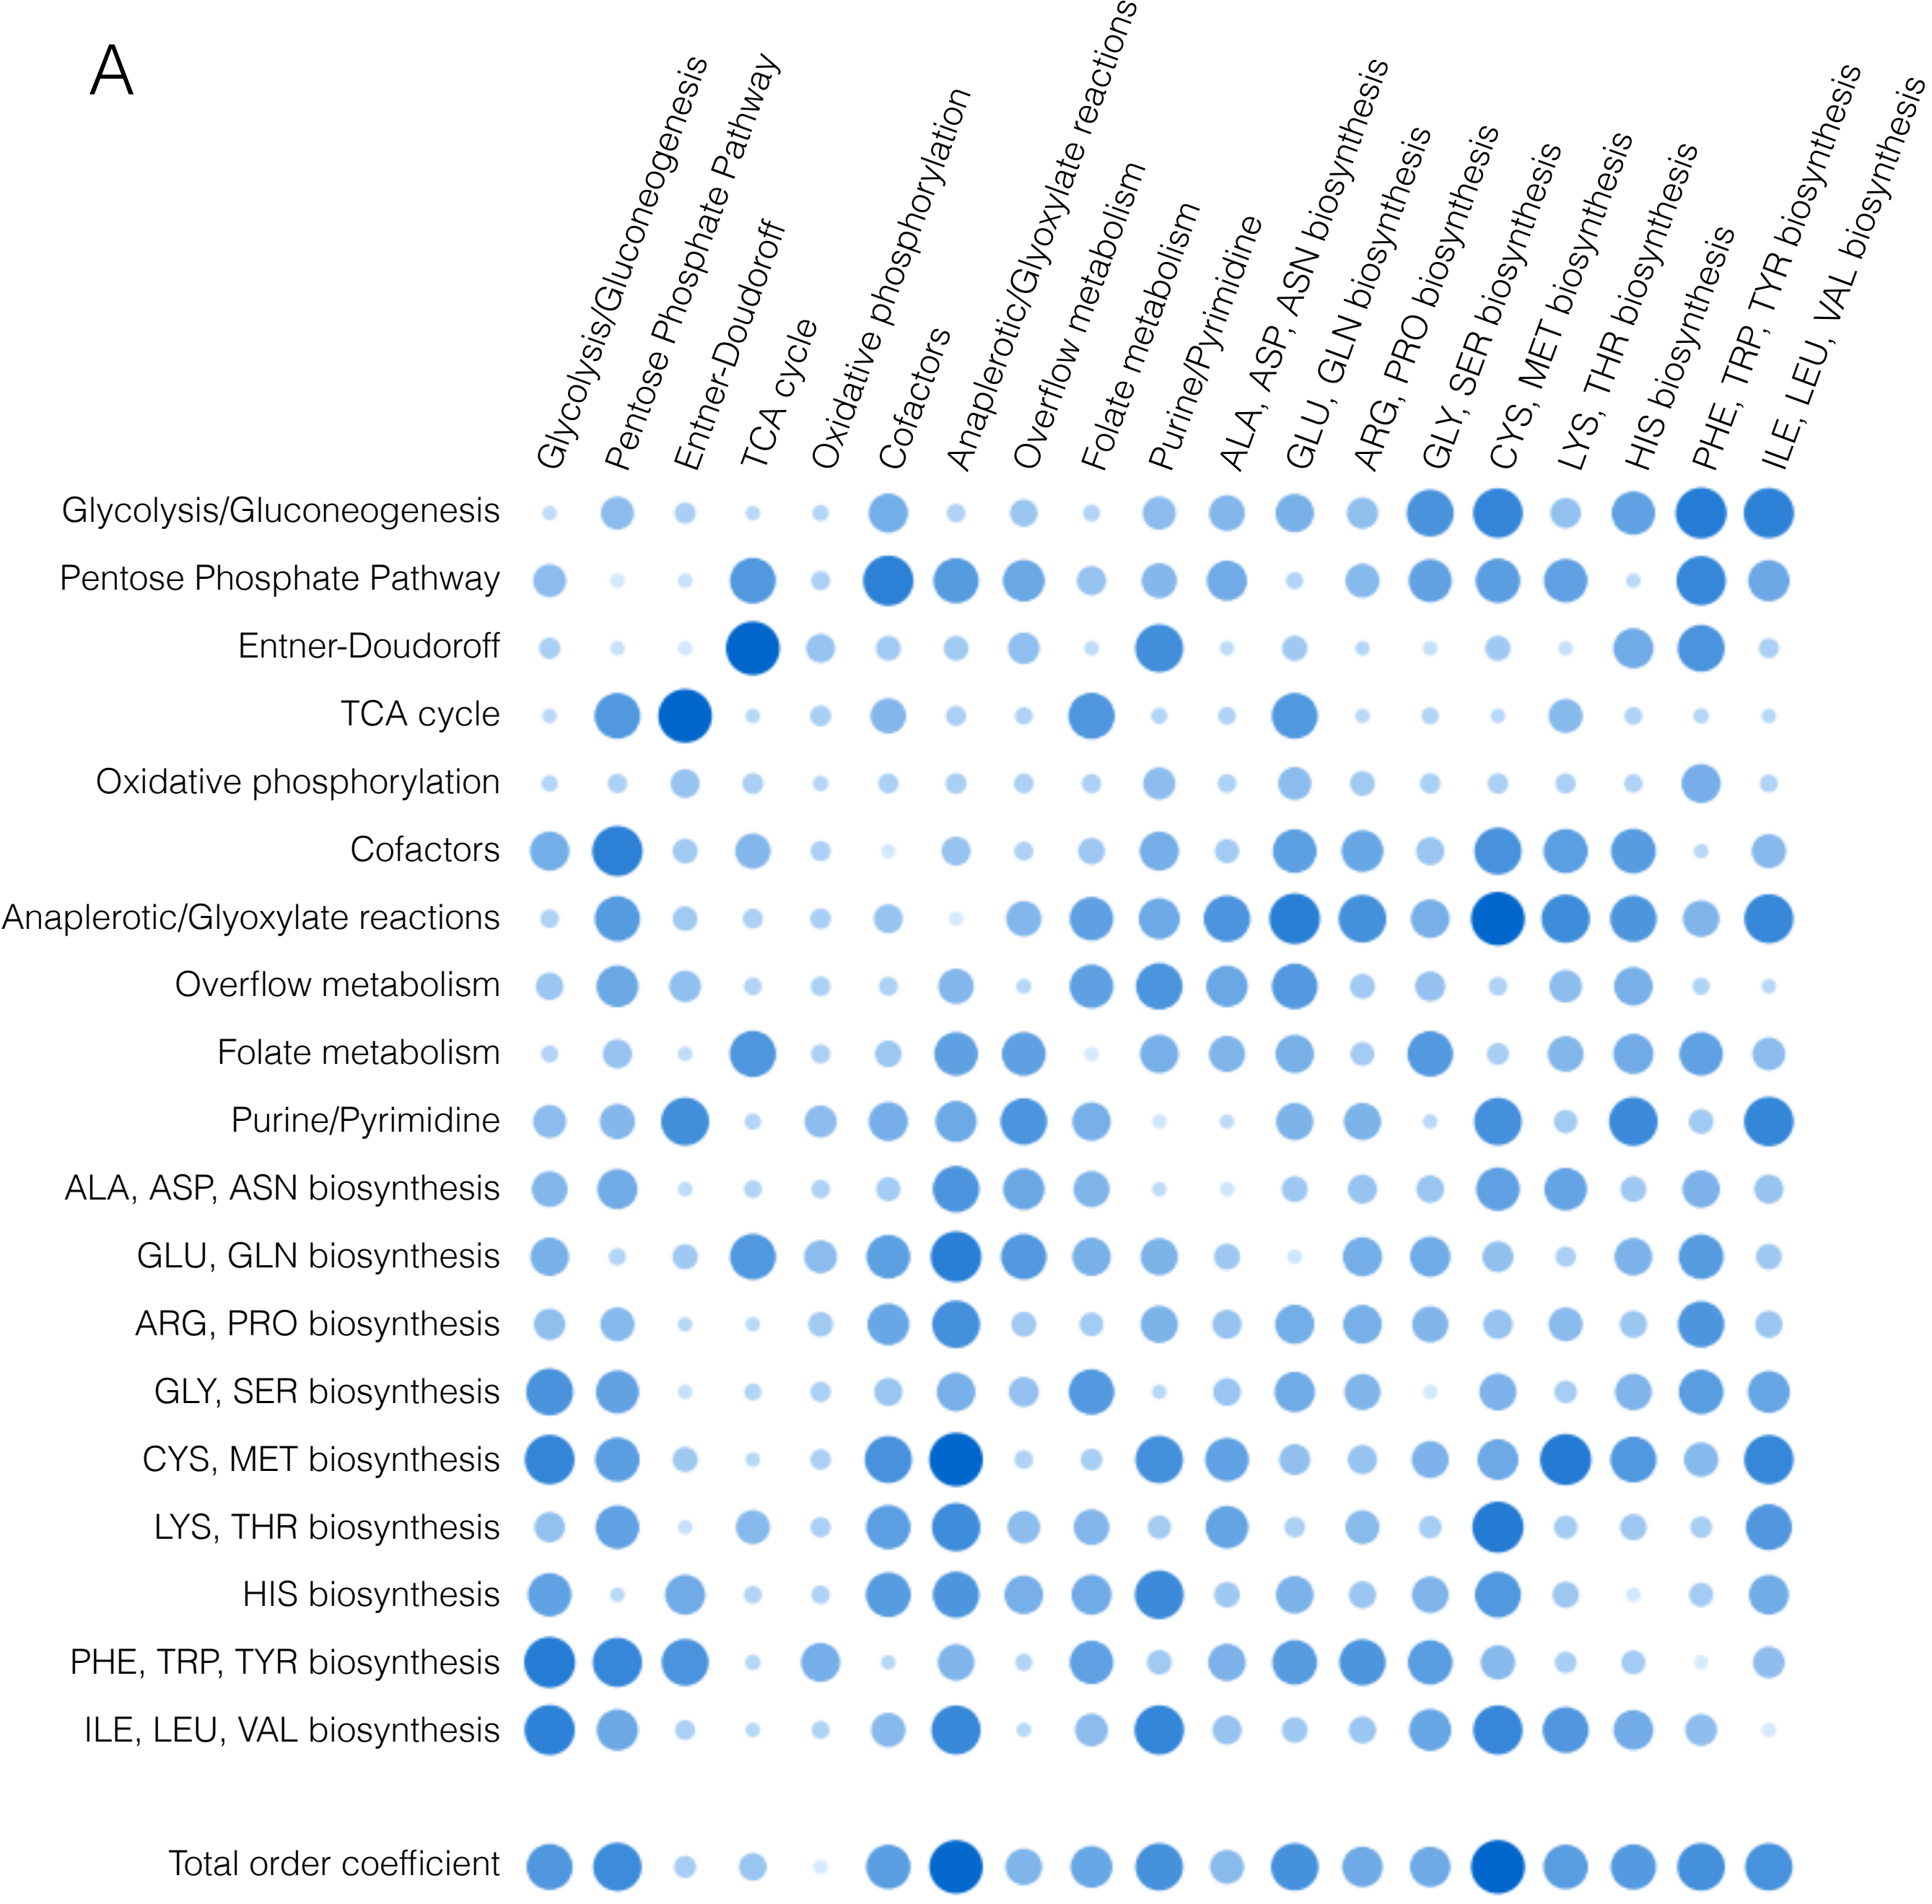 A
Glycolysis/Gluconeogenesis
Pentose Phosphate Pathway
Entner-Doudoroff
TCA cycle
Oxidative phosphorylation
Cofactors
Anaplerotic/Glyoxylate reactions
Overflow metabolism
Folate metabolism
Purine/Pyrimidine
ALA, ASP, ASN biosynthesis
GLU, GLN biosynthesis
ARG, PRO biosynthesis
GLY, SER biosynthesis
CYS, MET biosynthesis
LYS, THR biosynthesis
HIS biosynthesis
PHE, TRP, TYR biosynthesis
ILE, LEU, VAL biosynthesis
Glycolysis/Gluconeogenesis
Pentose Phosphate Pathway
Entner-Doudoroff
TCA cycle
Oxidative phosphorylation
Cofactors
Anaplerotic/Glyoxylate reactions
Overflow metabolism
Folate metabolism
Purine/Pyrimidine
ALA, ASP, ASN biosynthesis
GLU, GLN biosynthesis
ARG, PRO biosynthesis
GLY, SER biosynthesis
CYS, MET biosynthesis
LYS, THR biosynthesis
HIS biosynthesis
PHE, TRP, TYR biosynthesis
ILE, LEU, VAL biosynthesis
Total order coefficient